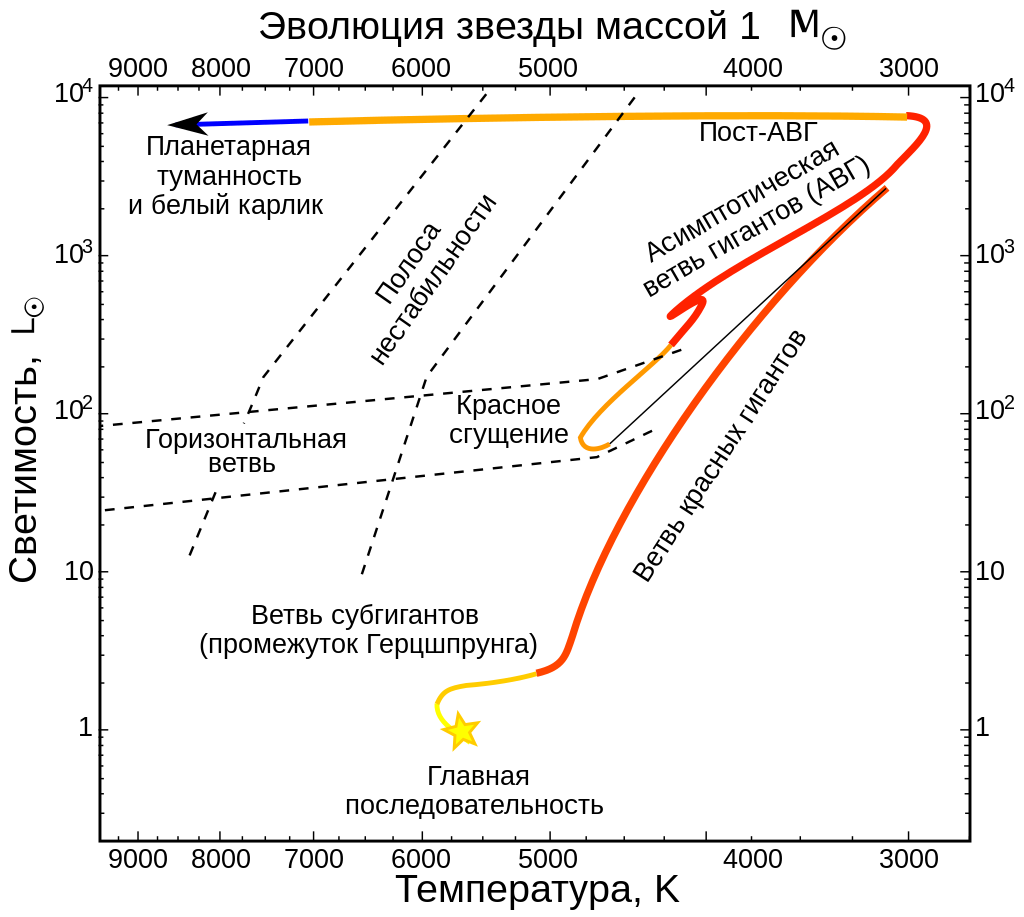 Эволюция звезды массой 1 M☉
9000 8000 7000 6000 5000 4000 3000
10⁴ 10⁴
Пост-АВГ
Планетарная
туманность
и белый карлик
Асимптотическая
ветвь гигантов (АВГ)
Полоса
нестабильности
10³ 10³
Светимость, L☉
10² 10²
Красное
сгущение
Горизонтальная
ветвь
Ветвь красных гигантов
10 10
Ветвь субгигантов
(промежуток Герцшпрунга)
1 1
Главная
последовательность
9000 8000 7000 6000 5000 4000 3000
Температура, K